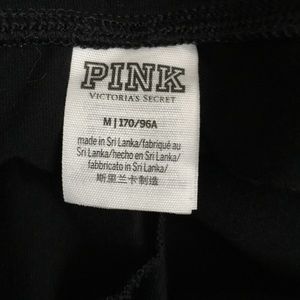 PINK
VICTORIA'S SECRET
M | 170/96A
made in Sri Lanka/fabriqué au
Sri Lanka/hecho en Sri Lanka/
fabbricato in Sri Lanka/
斯里兰卡制造